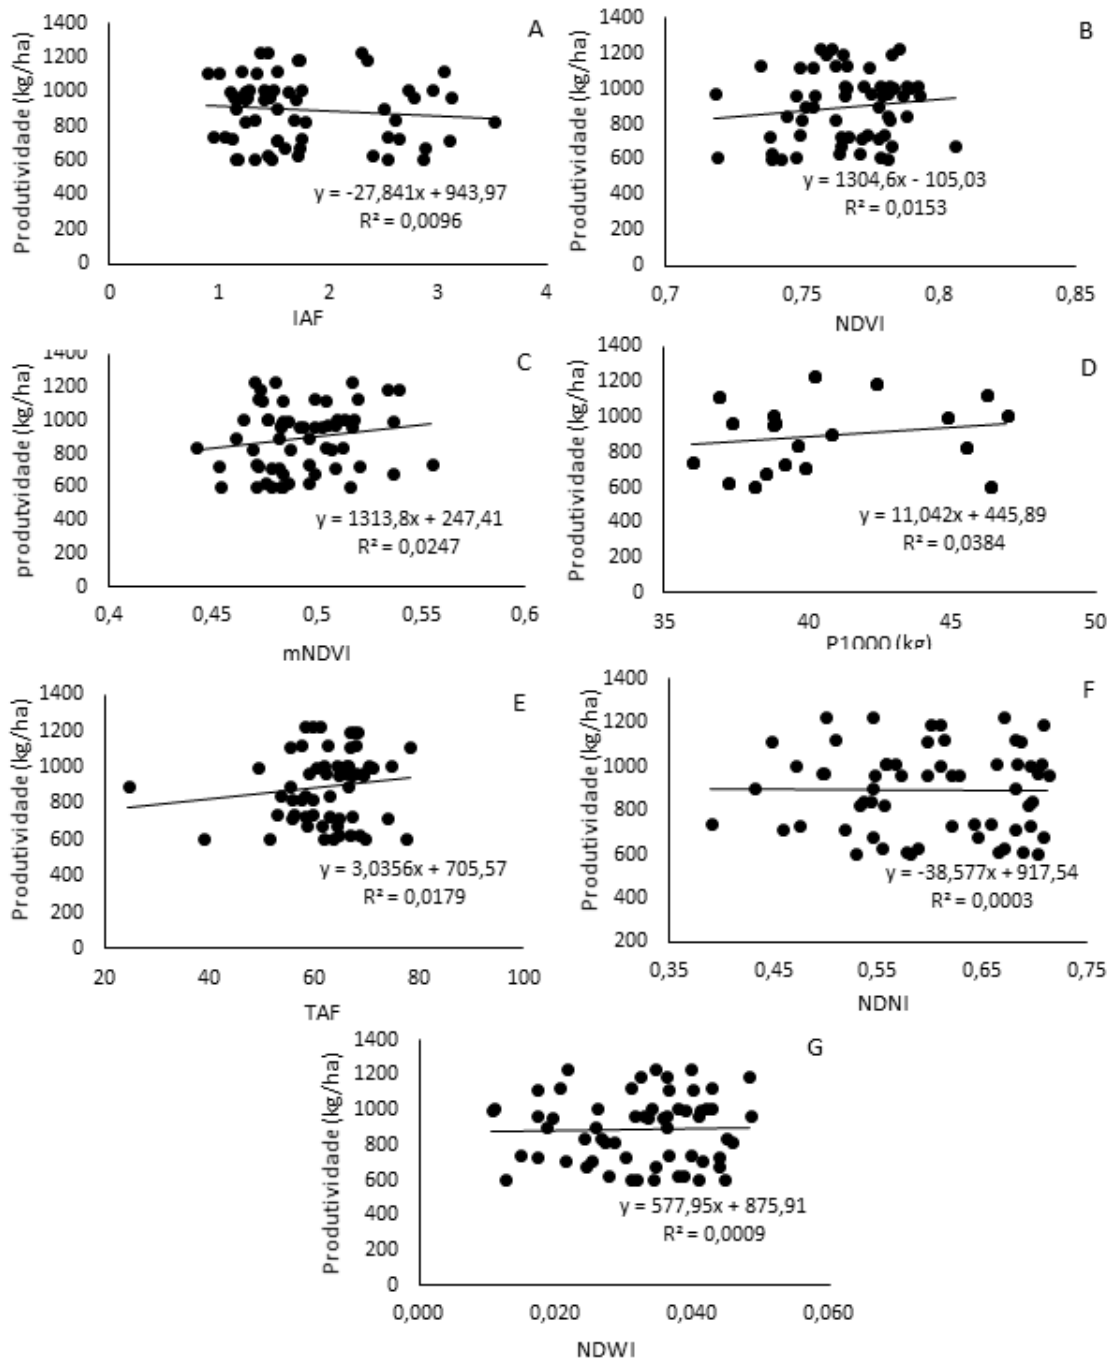 A
Produtividade (kg/ha)
1400
1200
1000
800
600
400
200
0
y = -27,841x + 943,97
R² = 0,0096
0 1 2 3 4
IAF
B
Produtividade (kg/ha)
1400
1200
1000
800
600
400
200
0
y = 1304,6x - 105,03
R² = 0,0153
0,7 0,75 0,8 0,85
NDVI
C
produtvidade (kg/ha)
1400
1200
1000
800
600
400
200
0
y = 1313,8x + 247,41
R² = 0,0247
0,4 0,45 0,5 0,55 0,6
mNDVI
D
Produtividade (kg/ha)
1400
1200
1000
800
600
400
200
0
y = 11,042x + 445,89
R² = 0,0384
35 40 45 50
P1000 (kg)
E
Produtividade (kg/ha)
1400
1200
1000
800
600
400
200
0
y = 3,0356x + 705,57
R² = 0,0179
20 40 60 80 100
TAF
F
Produtividade (kg/ha)
1400
1200
1000
800
600
400
200
y = -38,577x + 917,54
R² = 0,0003
0,35 0,45 0,55 0,65 0,75
NDNI
G
Produtividade (kg/ha)
1400
1200
1000
800
600
400
200
0
y = 577,95x + 875,91
R² = 0,0009
0,000 0,020 0,040 0,060
NDWI